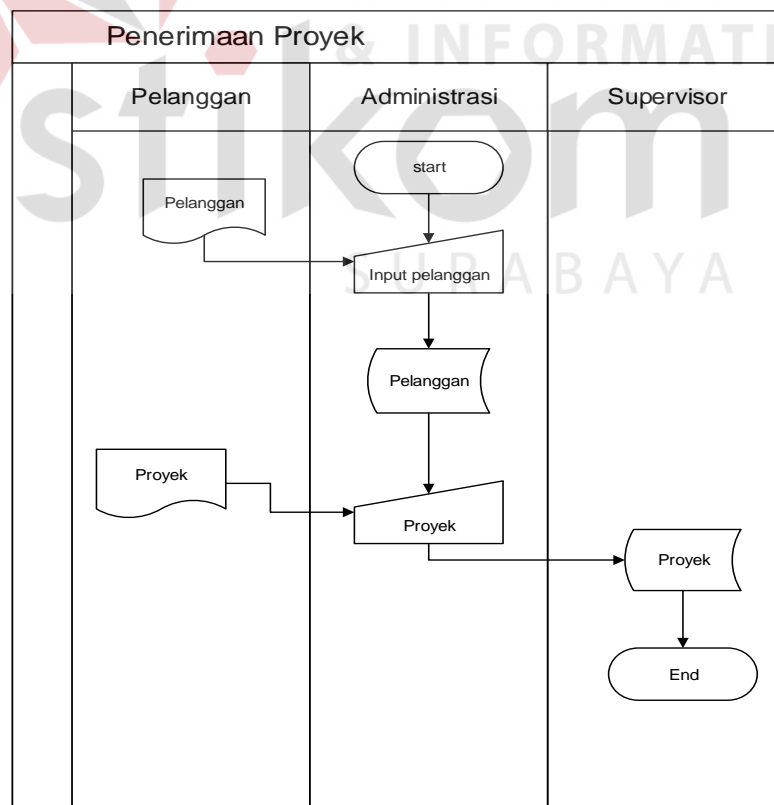 Penerimaan Proyek
& INFORMATI
Pelanggan Administrasi Supervisor
stikom
SURABAYA
start
Pelanggan
Input pelanggan
Pelanggan
Proyek
Proyek
Proyek
End